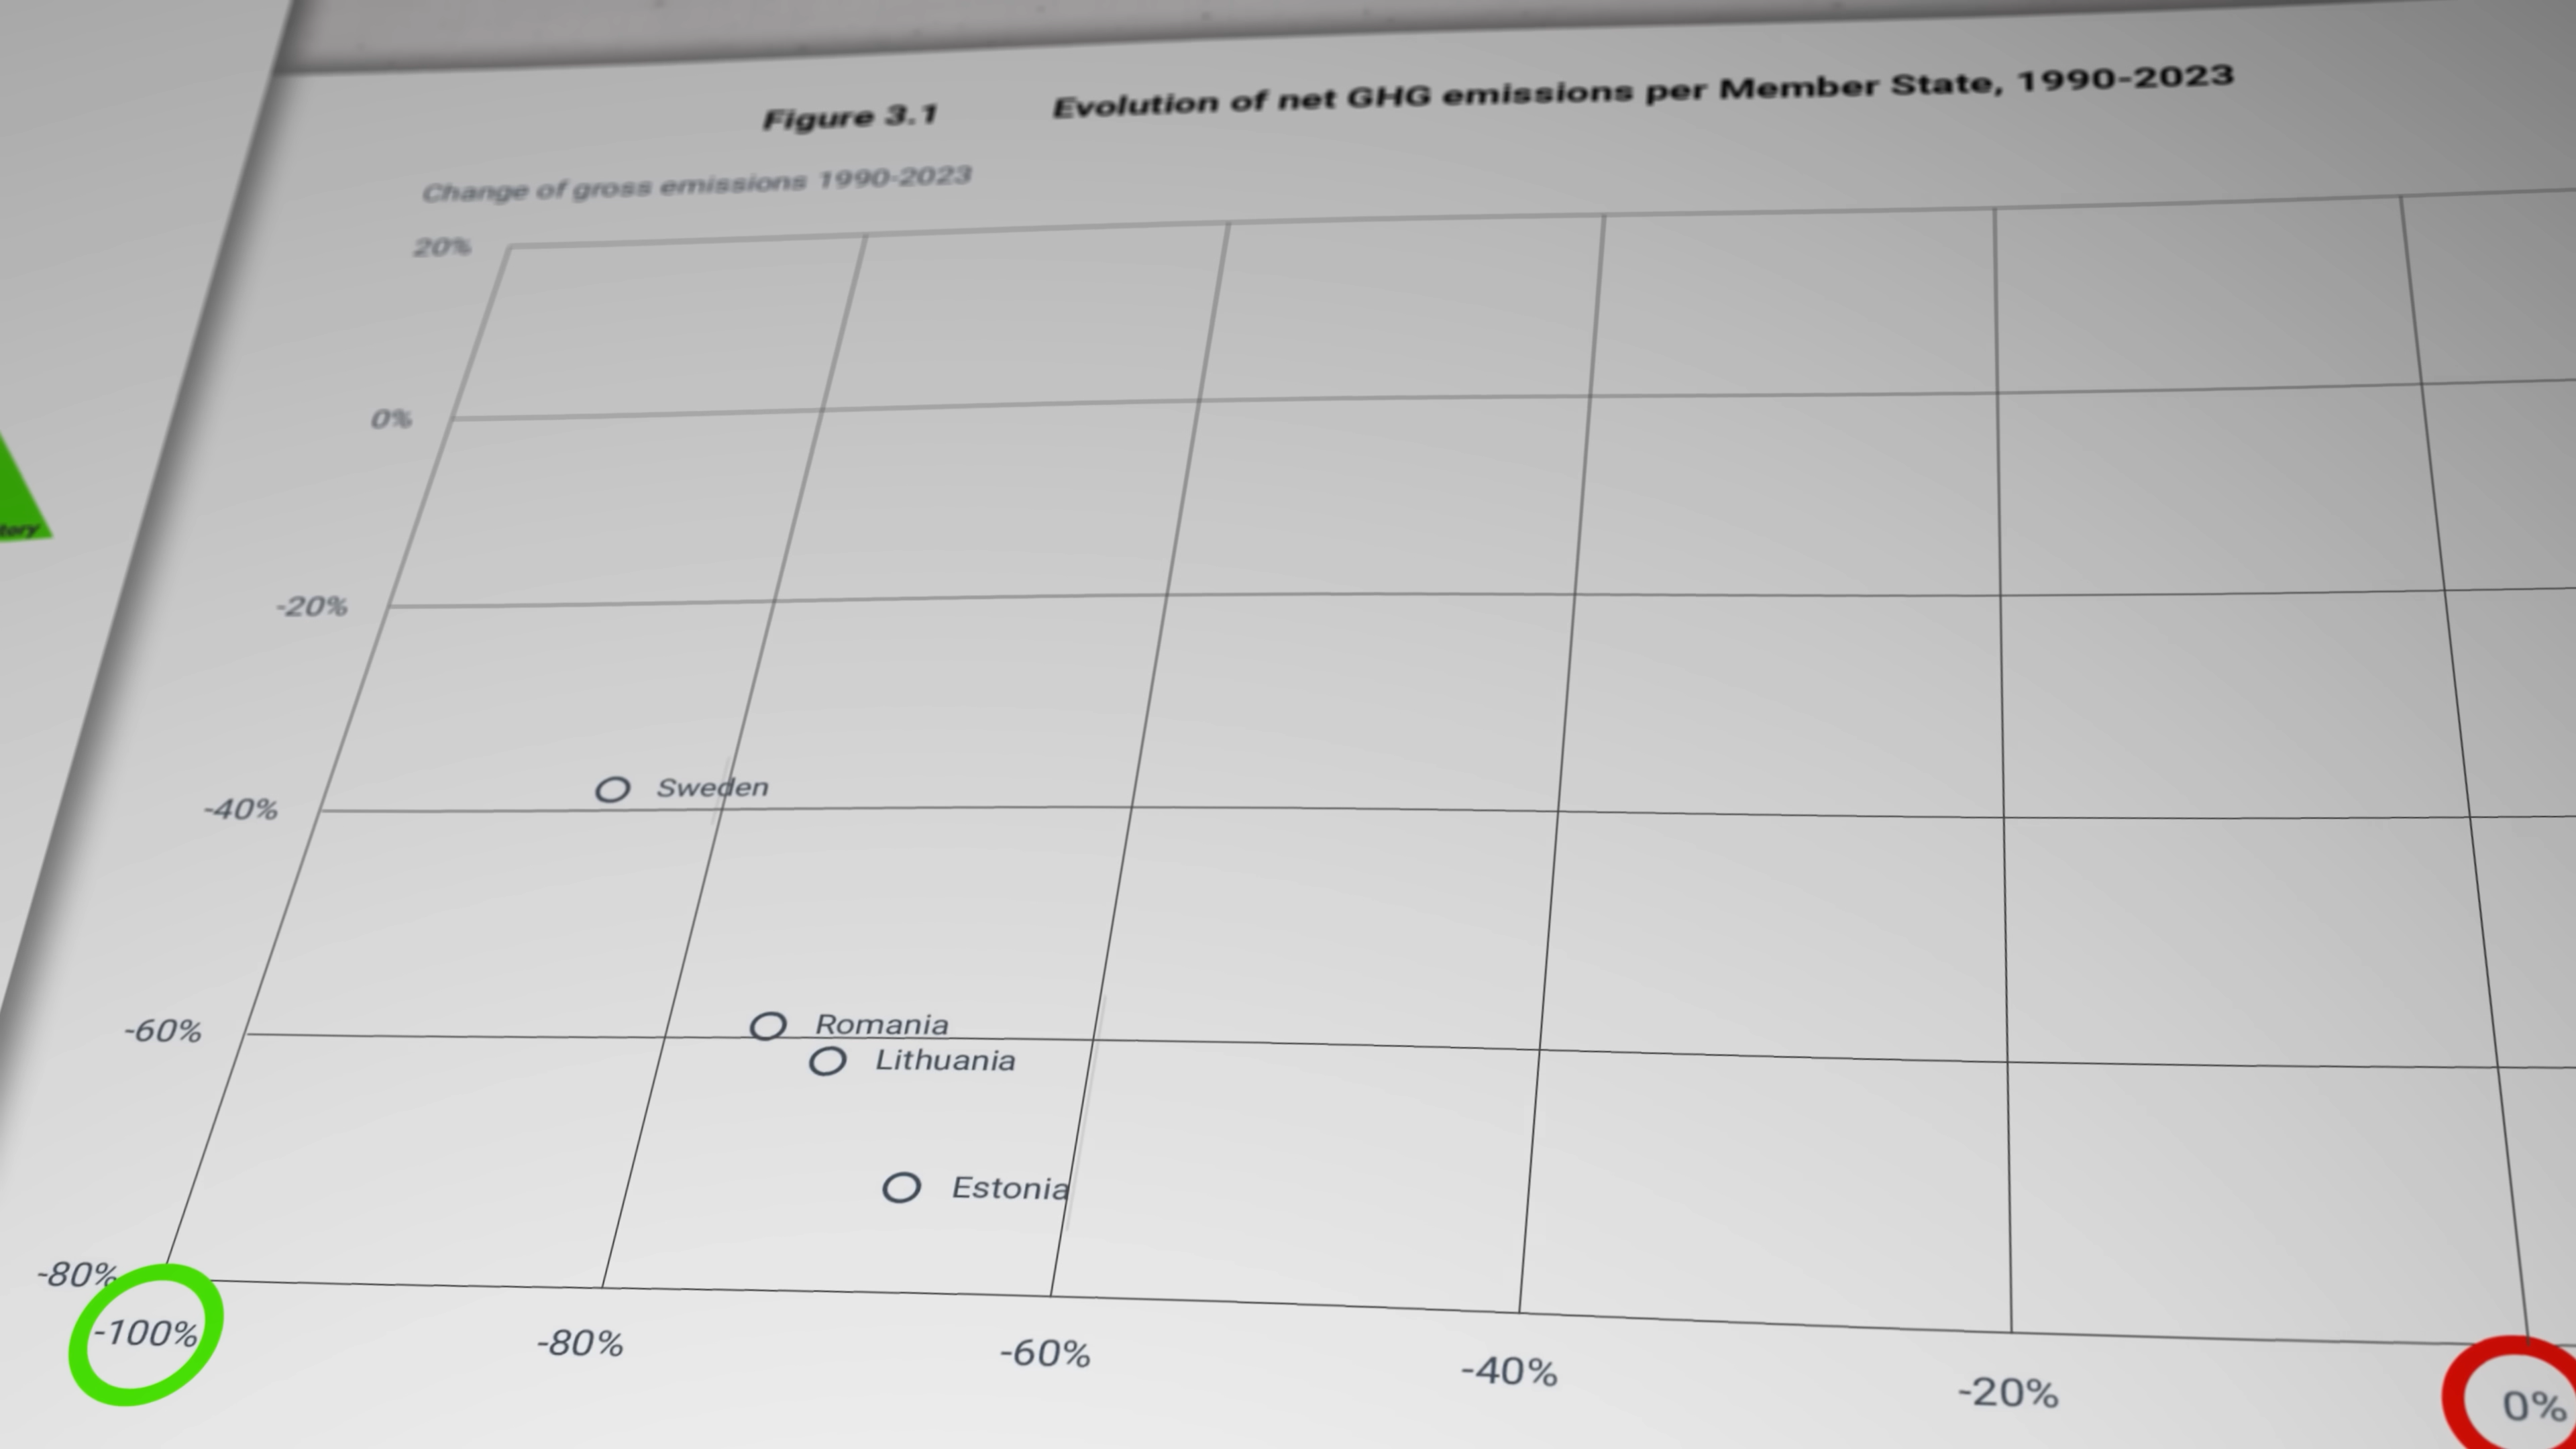 Figure 3.1 Evolution of net GHG emissions per Member State, 1990-2023
Change of gross emissions 1990-2023
20%
0%
-20%
tory
-40%
Sweden
-60%
Romania
Lithuania
Estonia
-80%
-100% -80% -60% -40% -20% 0%